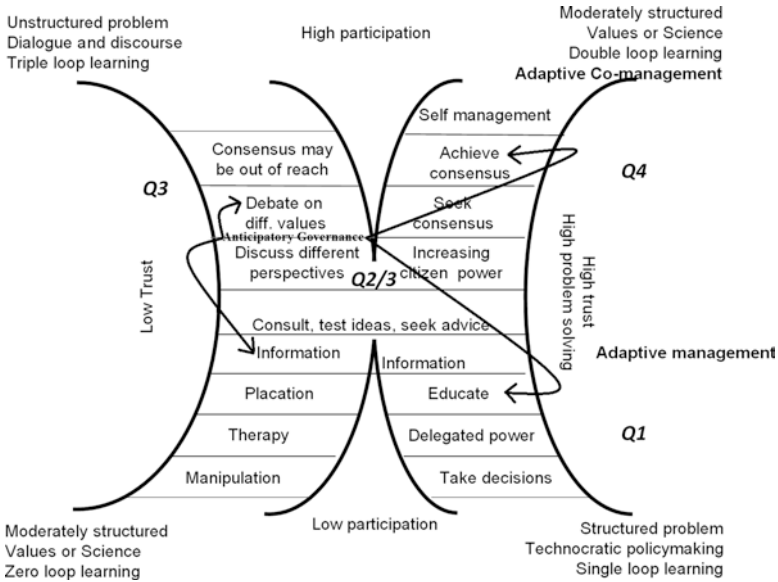 Unstructured problem
Dialogue and discourse
Triple loop learning
High participation
Moderately structured
Values or Science
Double loop learning
Adaptive Co-management
Self management
Consensus may
be out of reach
Achieve
consensus
Q3
Q4
Debate on
diff. values
Seek
consensus
Anticipatory Governance
Discuss different
perspectives
Increasing
citizen power
Q2/3
Low Trust
High trust
High problem solving
Consult, test ideas, seek advice
Information
Information
Adaptive management
Placation
Educate
Therapy
Delegated power
Q1
Manipulation
Take decisions
Low participation
Moderately structured
Values or Science
Zero loop learning
Structured problem
Technocratic policymaking
Single loop learning